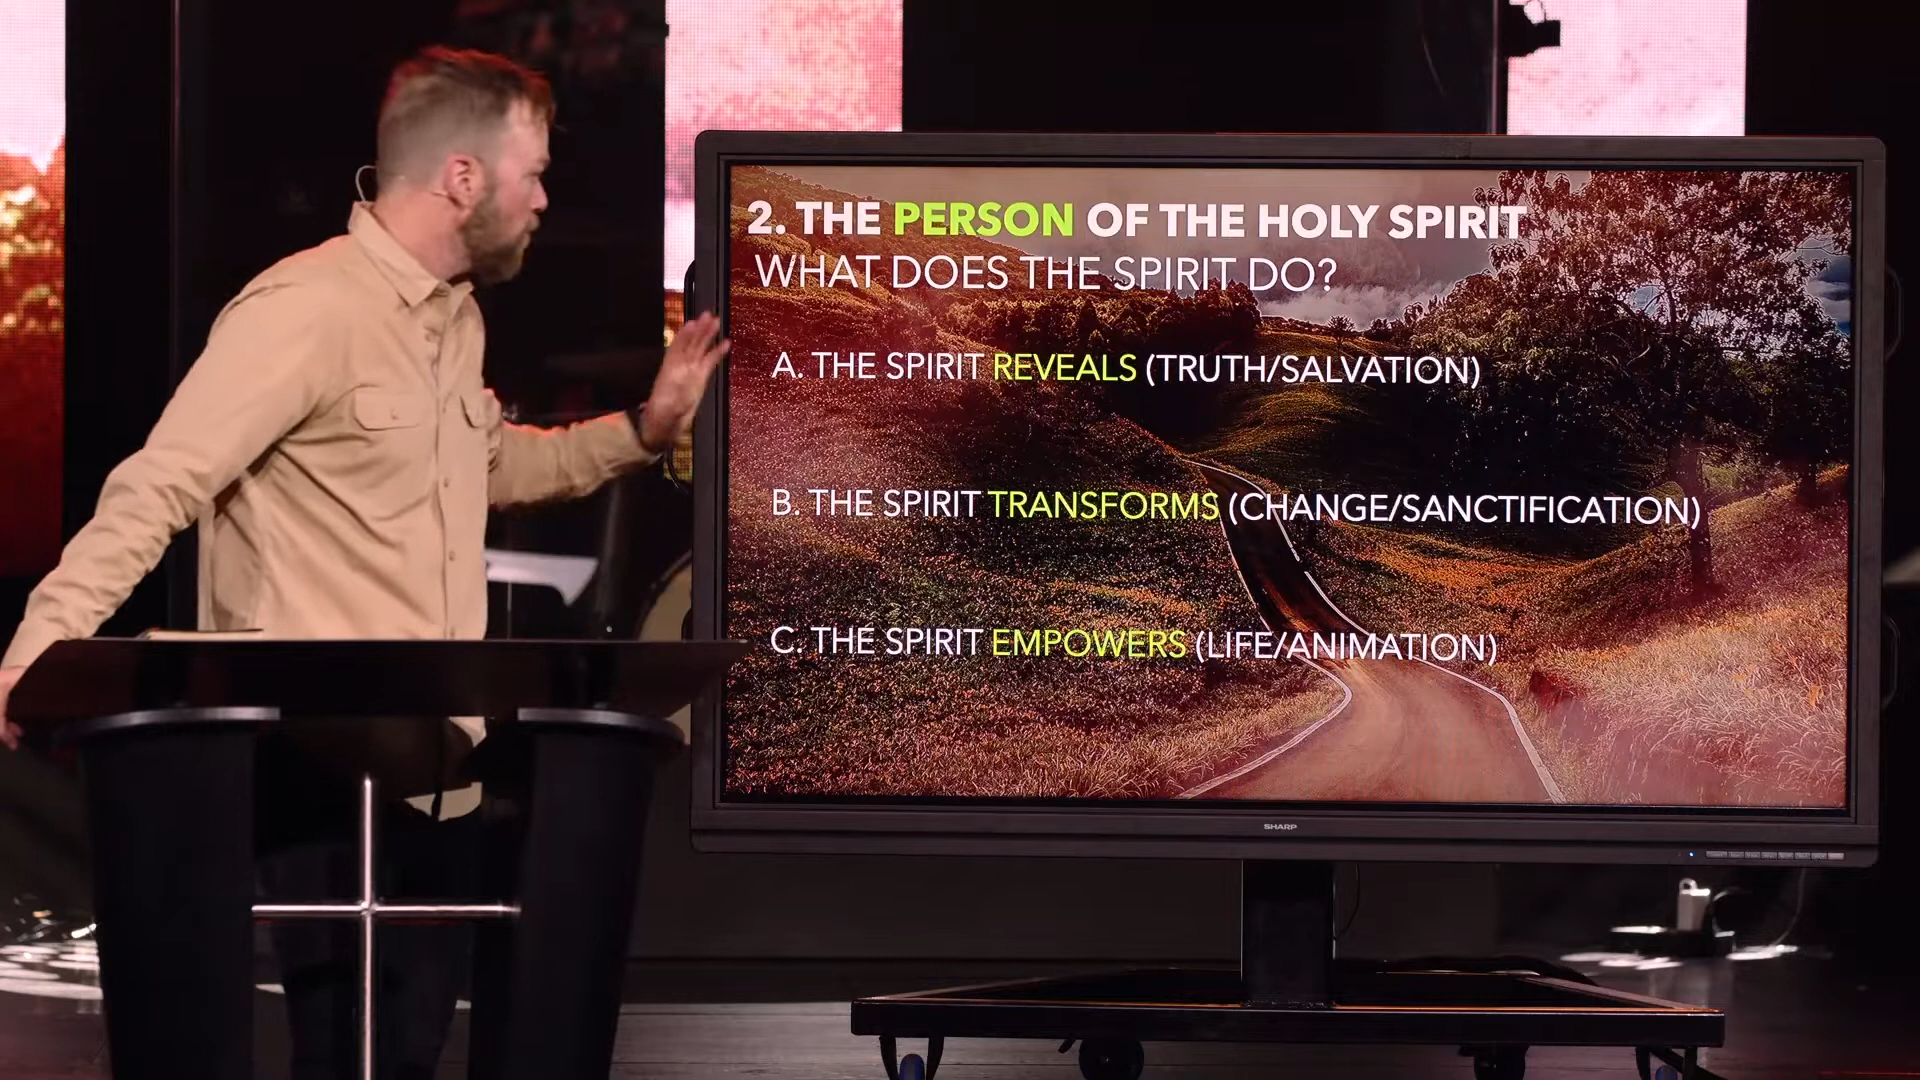 2. THE PERSON OF THE HOLY SPIRIT
WHAT DOES THE SPIRIT DO?
A. THE SPIRIT REVEALS (TRUTH/SALVATION)
B. THE SPIRIT TRANSFORMS (CHANGE/SANCTIFICATION)
C. THE SPIRIT EMPOWERS (LIFE/ANIMATION)
SHARP